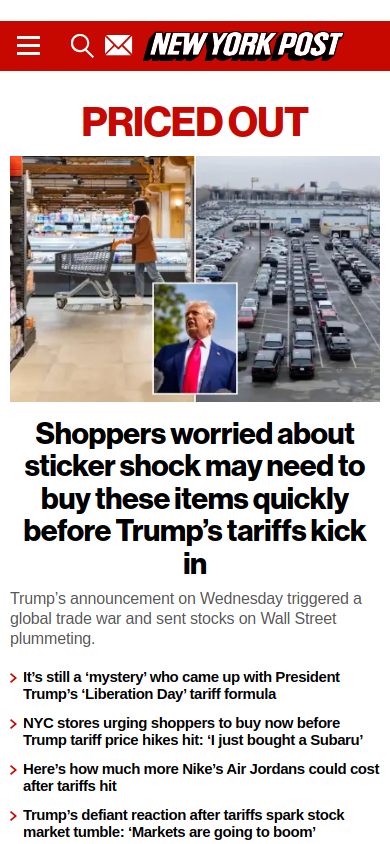 NEW YORK POST
PRICED OUT
Shoppers worried about
sticker shock may need to
buy these items quickly
before Trump’s tariffs kick
in
Trump’s announcement on Wednesday triggered a
global trade war and sent stocks on Wall Street
plummeting.
It’s still a ‘mystery’ who came up with President
Trump’s ‘Liberation Day’ tariff formula
NYC stores urging shoppers to buy now before
Trump tariff price hikes hit: ‘I just bought a Subaru’
Here’s how much more Nike’s Air Jordans could cost
after tariffs hit
Trump’s defiant reaction after tariffs spark stock
market tumble: ‘Markets are going to boom’